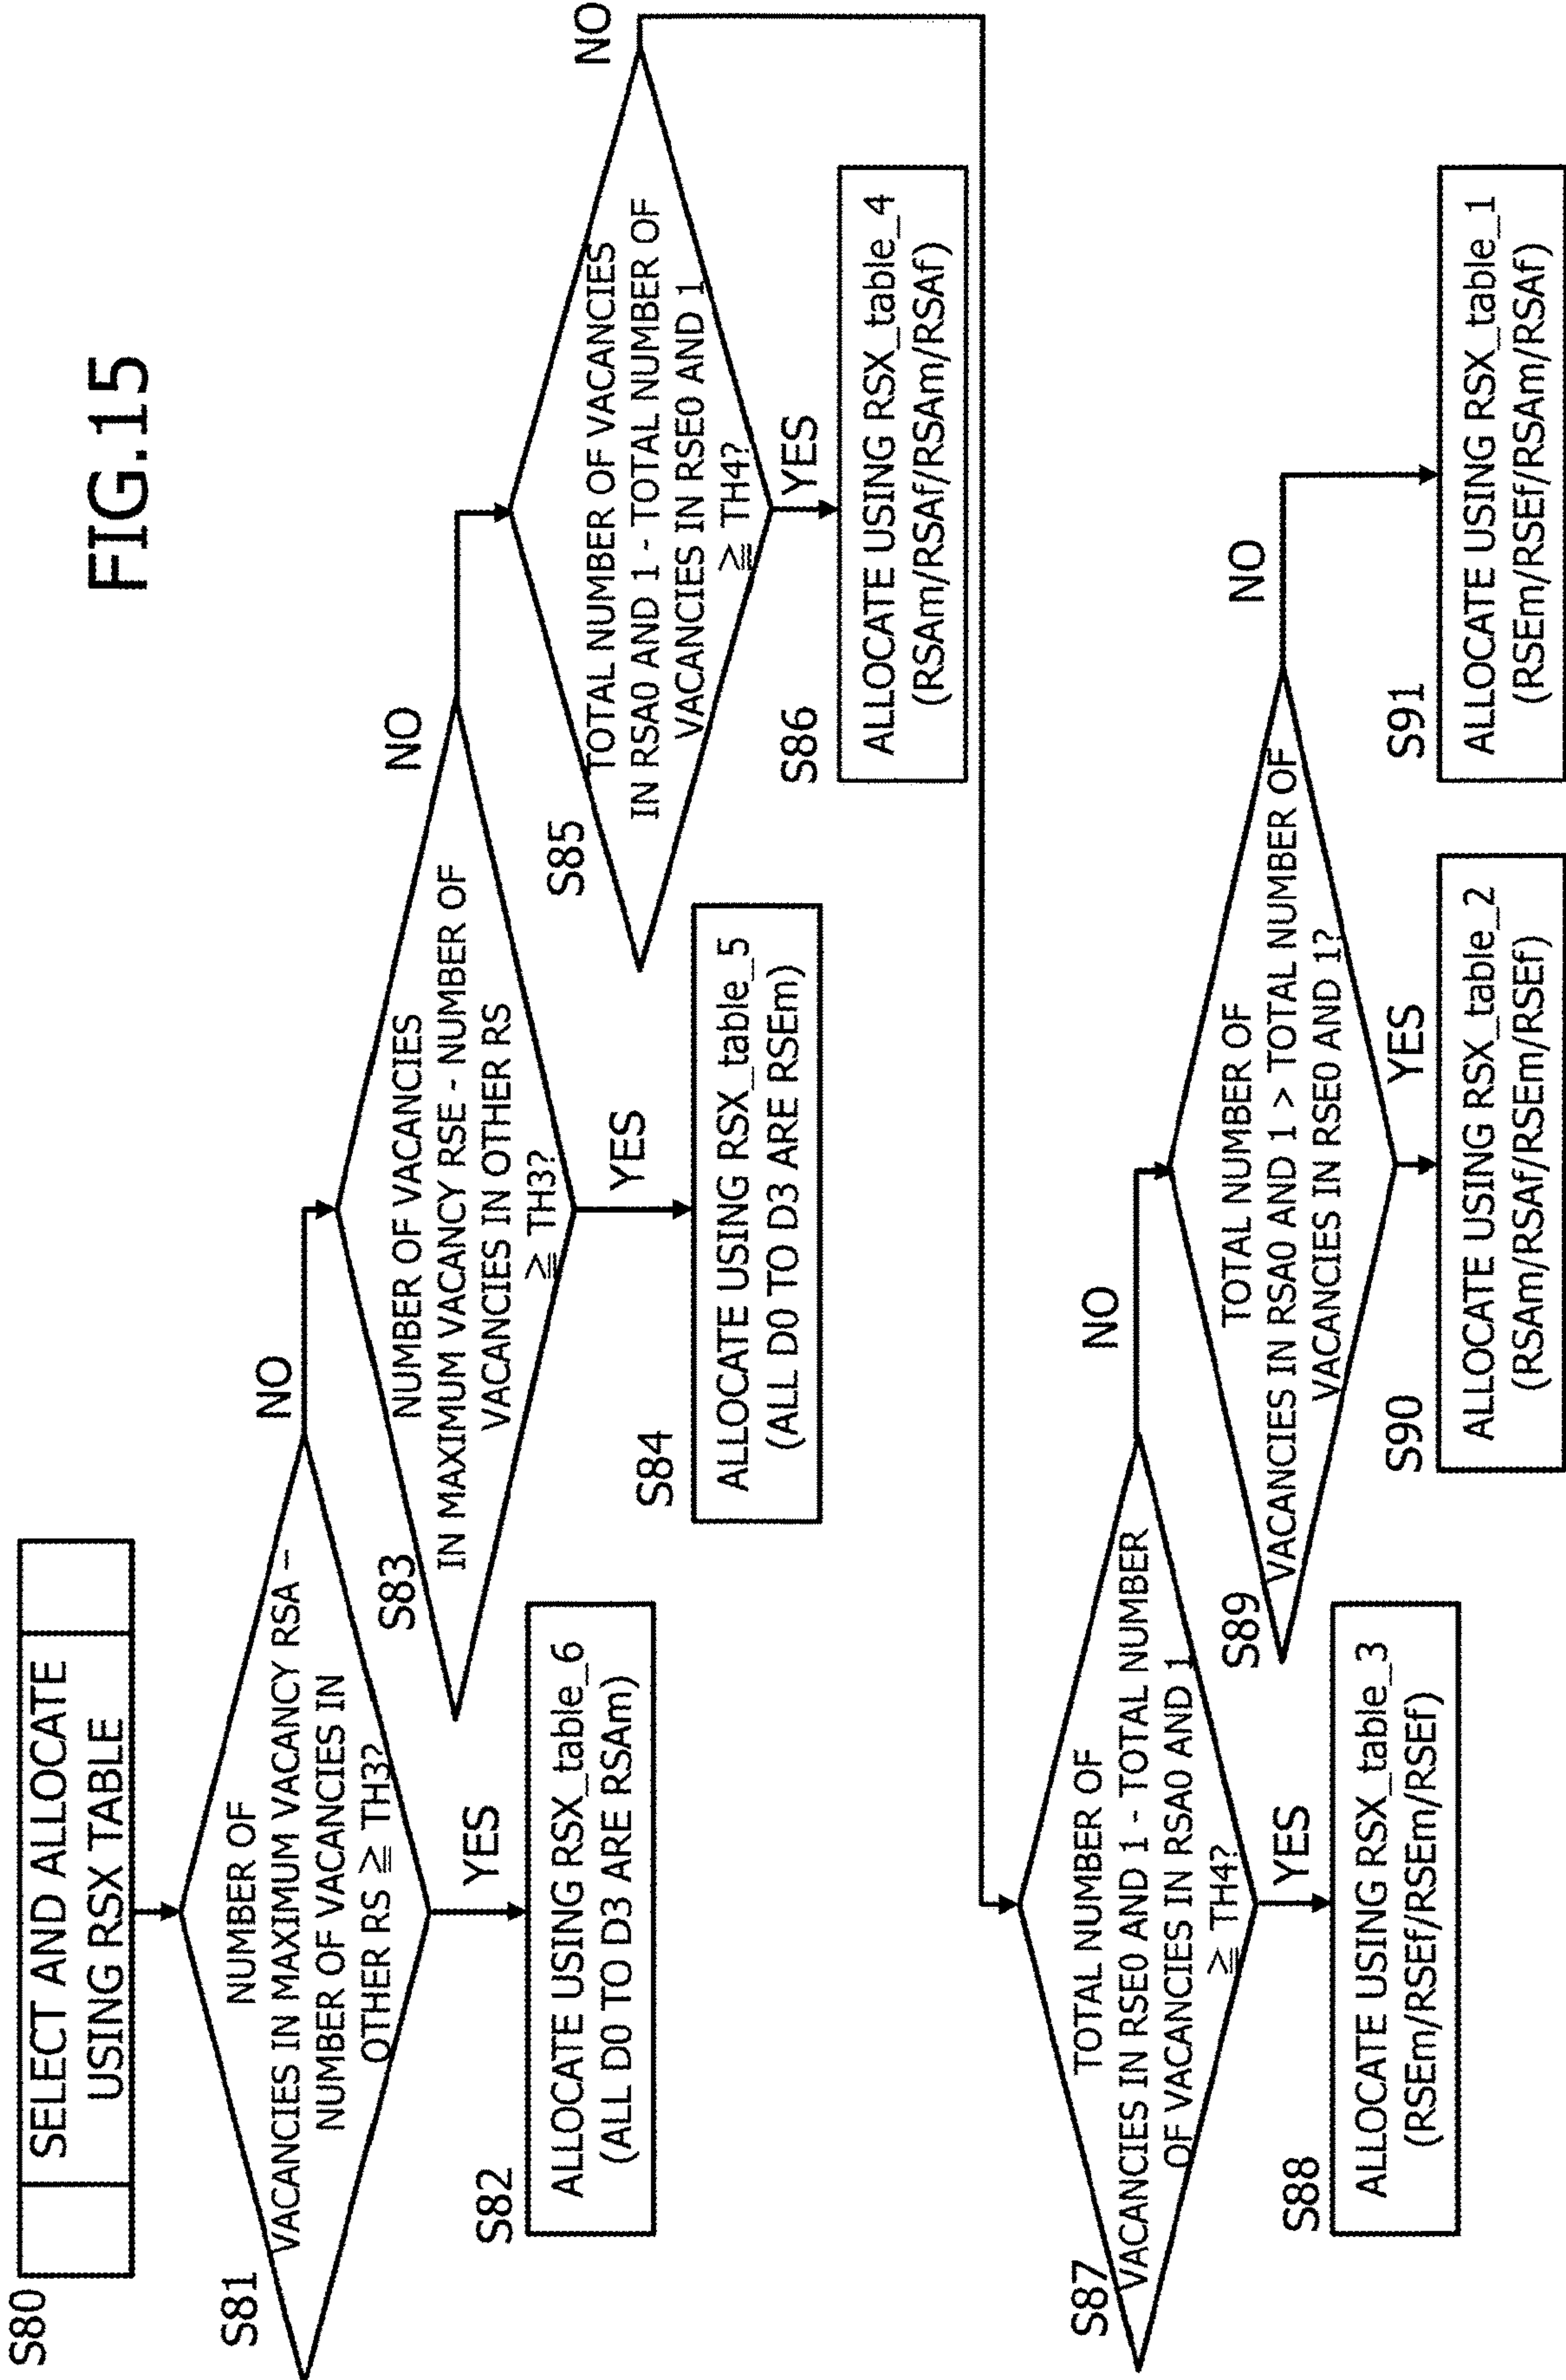 FIG.15
S80
SELECT AND ALLOCATE
USING RSX TABLE
S81
NUMBER OF
VACANCIES IN MAXIMUM VACANCY RSA –
NUMBER OF VACANCIES IN
OTHER RS ≧ TH3?
NO
YES
S82
ALLOCATE USING RSX_table_6
(ALL D0 TO D3 ARE RSAm)
S83
NUMBER OF VACANCIES
IN MAXIMUM VACANCY RSE - NUMBER OF
VACANCIES IN OTHER RS
≧ TH3?
NO
YES
S84
ALLOCATE USING RSX_table_5
(ALL D0 TO D3 ARE RSEm)
S85
TOTAL NUMBER OF VACANCIES
IN RSA0 AND 1 - TOTAL NUMBER OF
VACANCIES IN RSE0 AND 1
≧ TH4?
NO
YES
S86
ALLOCATE USING RSX_table_4
(RSAm/RSAf/RSAm/RSAf)
S87
TOTAL NUMBER OF
VACANCIES IN RSE0 AND 1 - TOTAL NUMBER
OF VACANCIES IN RSA0 AND 1
≧ TH4?
NO
YES
S88
ALLOCATE USING RSX_table_3
(RSEm/RSEf/RSEm/RSEf)
S89
TOTAL NUMBER OF
VACANCIES IN RSA0 AND 1 > TOTAL NUMBER OF
VACANCIES IN RSE0 AND 1?
NO
YES
S90
ALLOCATE USING RSX_table_2
(RSAm/RSAf/RSEm/RSEf)
S91
ALLOCATE USING RSX_table_1
(RSEm/RSEf/RSAm/RSAf)